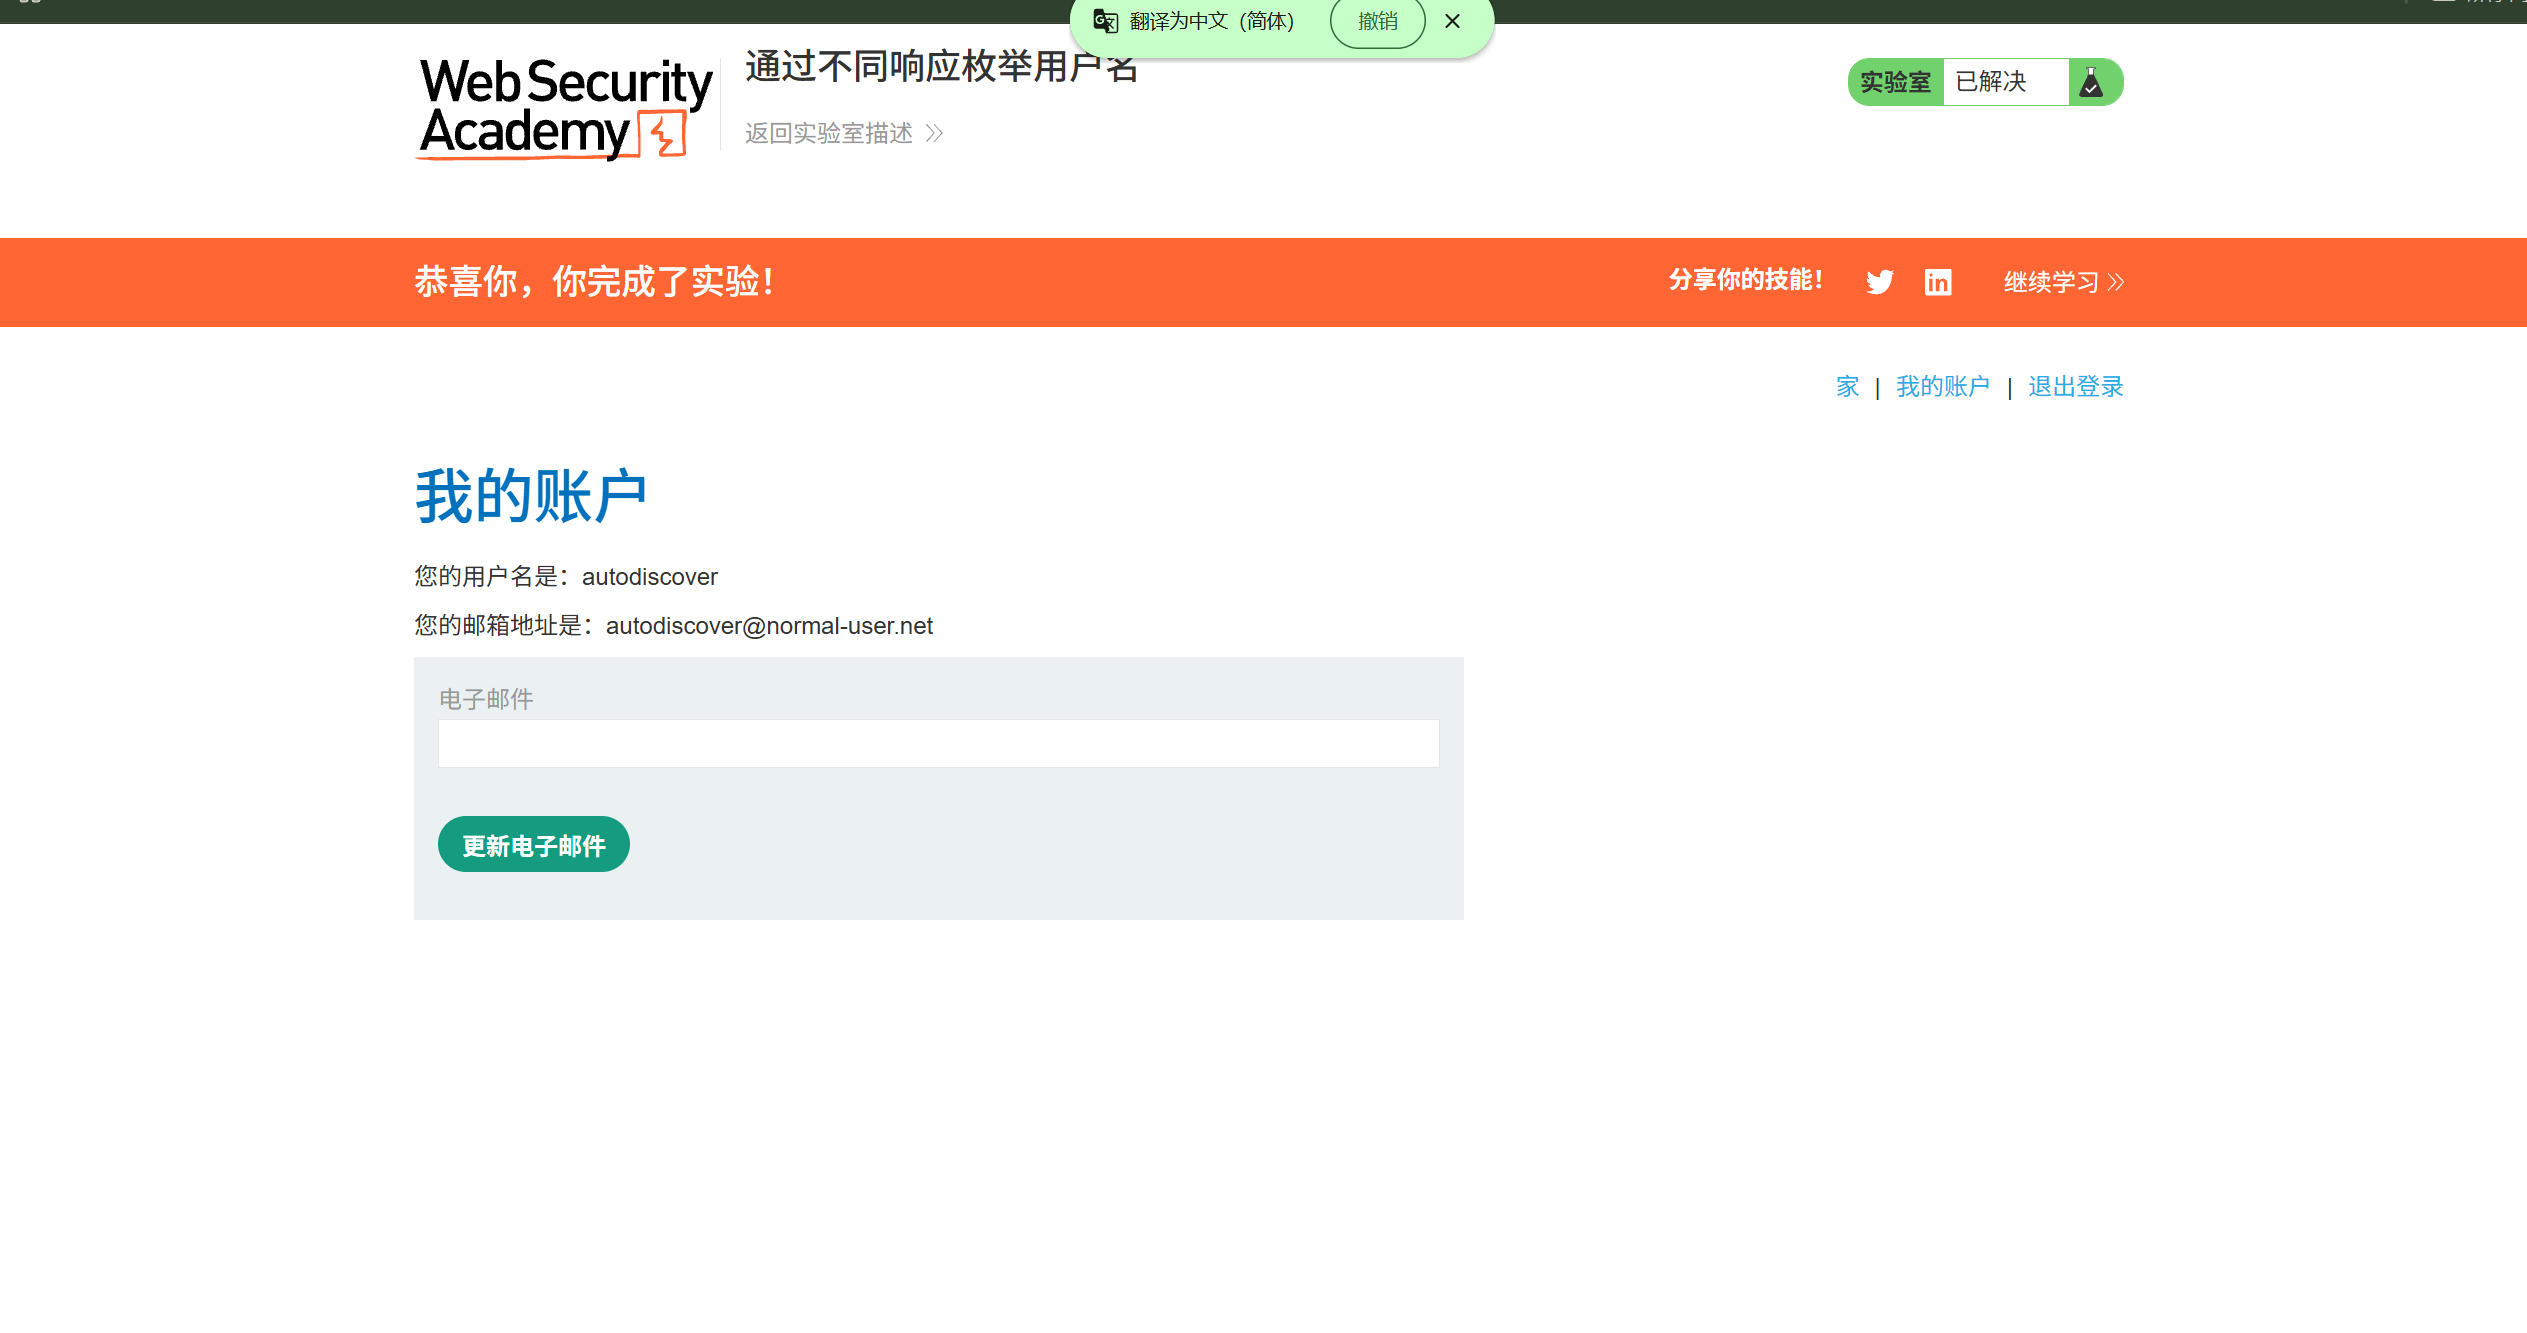 翻译为中文（简体）
撤销
Web Security
Academy
通过不同响应枚举用户名
返回实验室描述
实验室
已解决
恭喜你，你完成了实验！
分享你的技能！
继续学习
家 | 我的账户 | 退出登录
我的账户
您的用户名是：autodiscover
您的邮箱地址是：autodiscover@normal-user.net
电子邮件
更新电子邮件